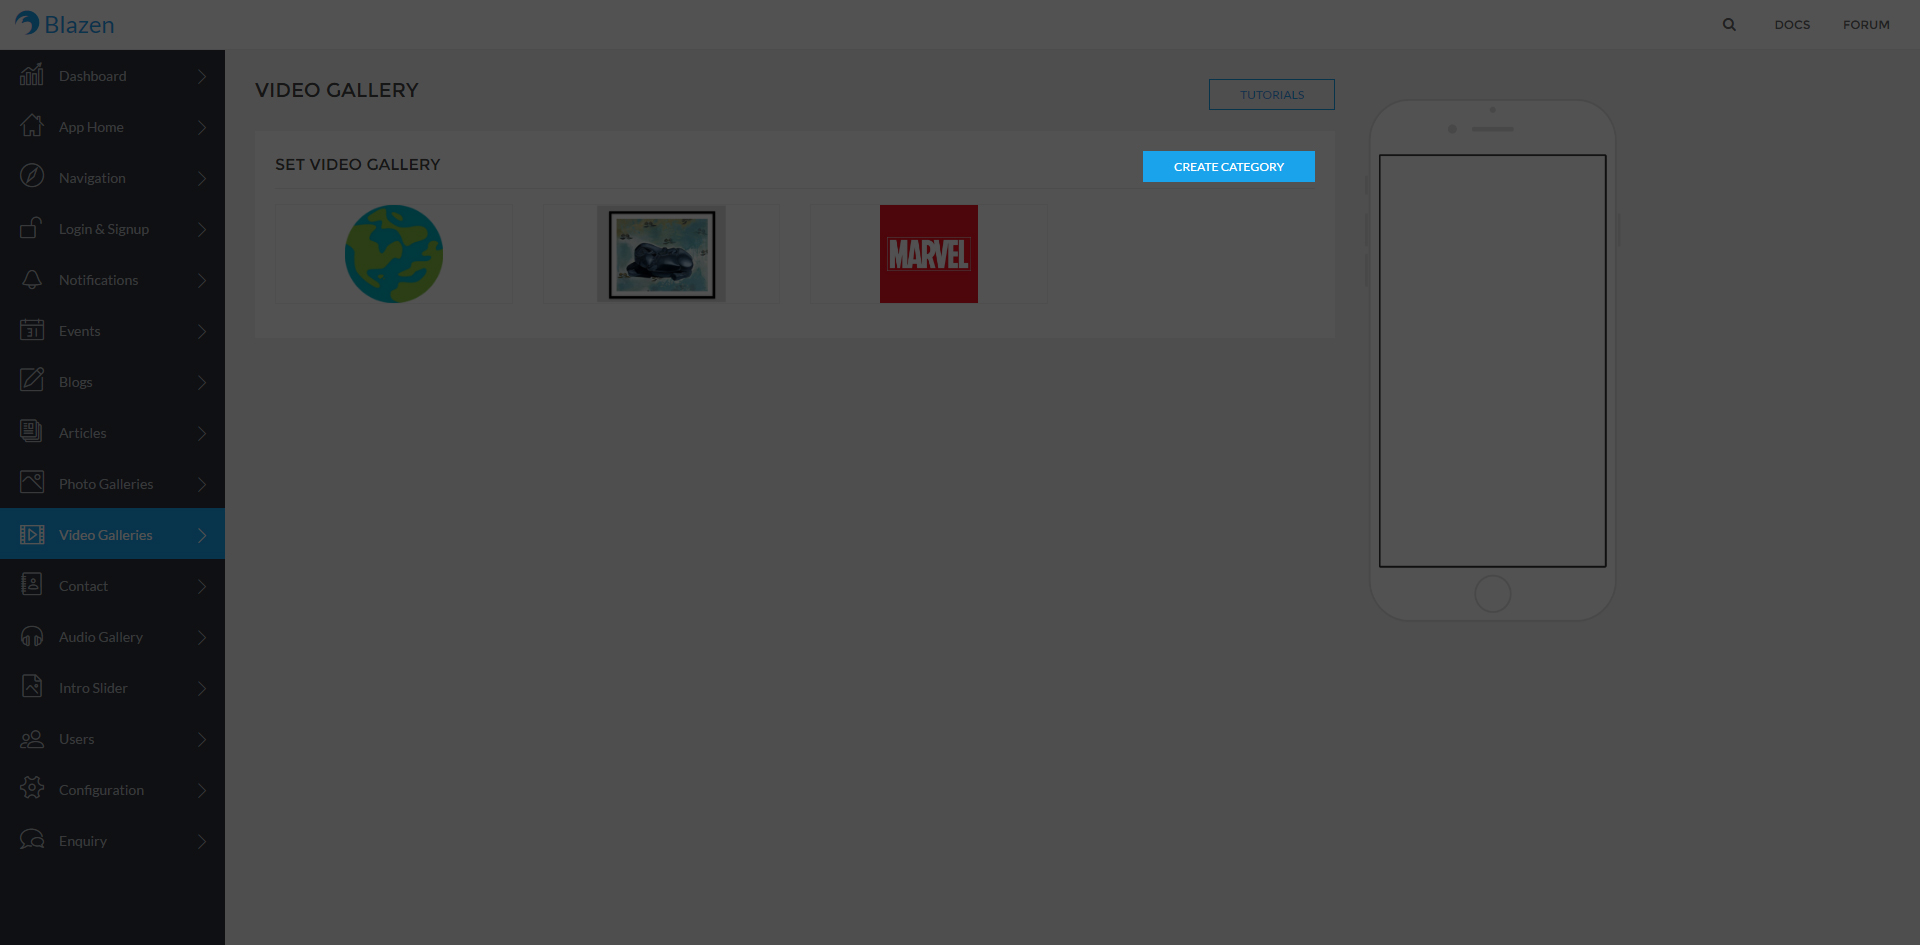 Blazen
DOCS
FORUM
Dashboard
App Home
Navigation
Login & Signup
Notifications
31
Events
Blogs
Articles
Photo Galleries
Video Galleries
Contact
Audio Gallery
Intro Slider
Users
Configuration
Enquiry
VIDEO GALLERY
TUTORIALS
SET VIDEO GALLERY
CREATE CATEGORY
MARVEL